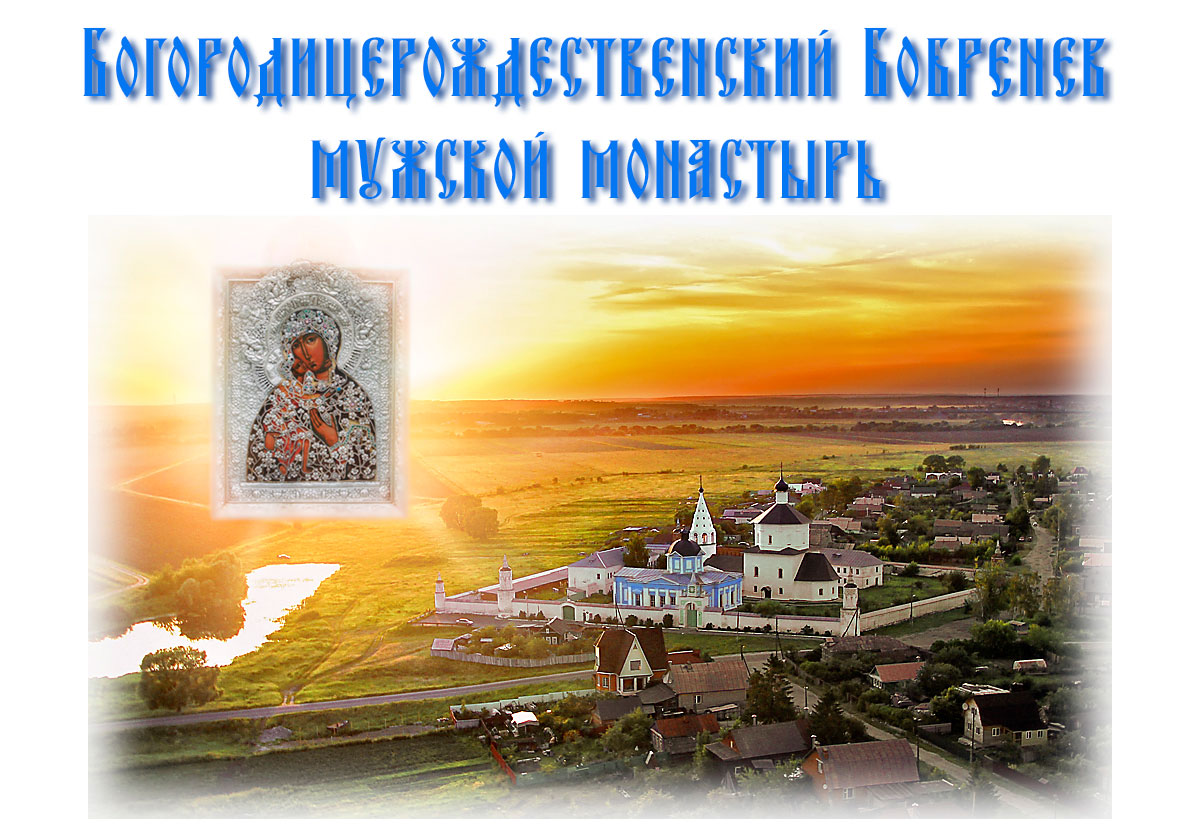 Богородицерождественский Бобренев
мужской монастырь